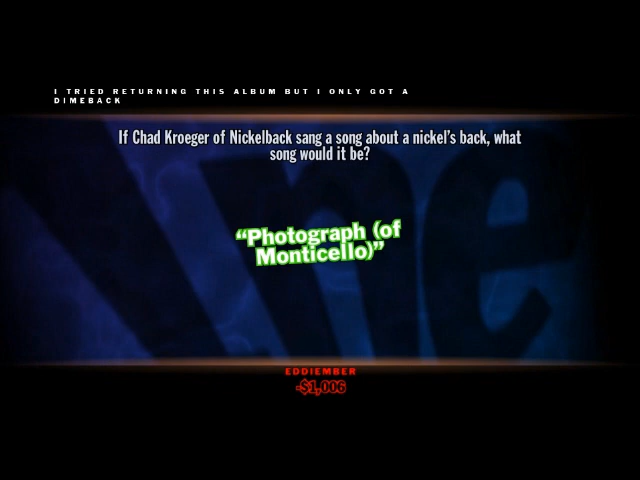 I TRIED RETURNING THIS ALBUM BUT I ONLY GOT A
DIMEBACK
If Chad Kroeger of Nickelback sang a song about a nickel's back, what
song would it be?
“Photograph (of
Monticello)”
ne
EDDIEMBER
-$1,006